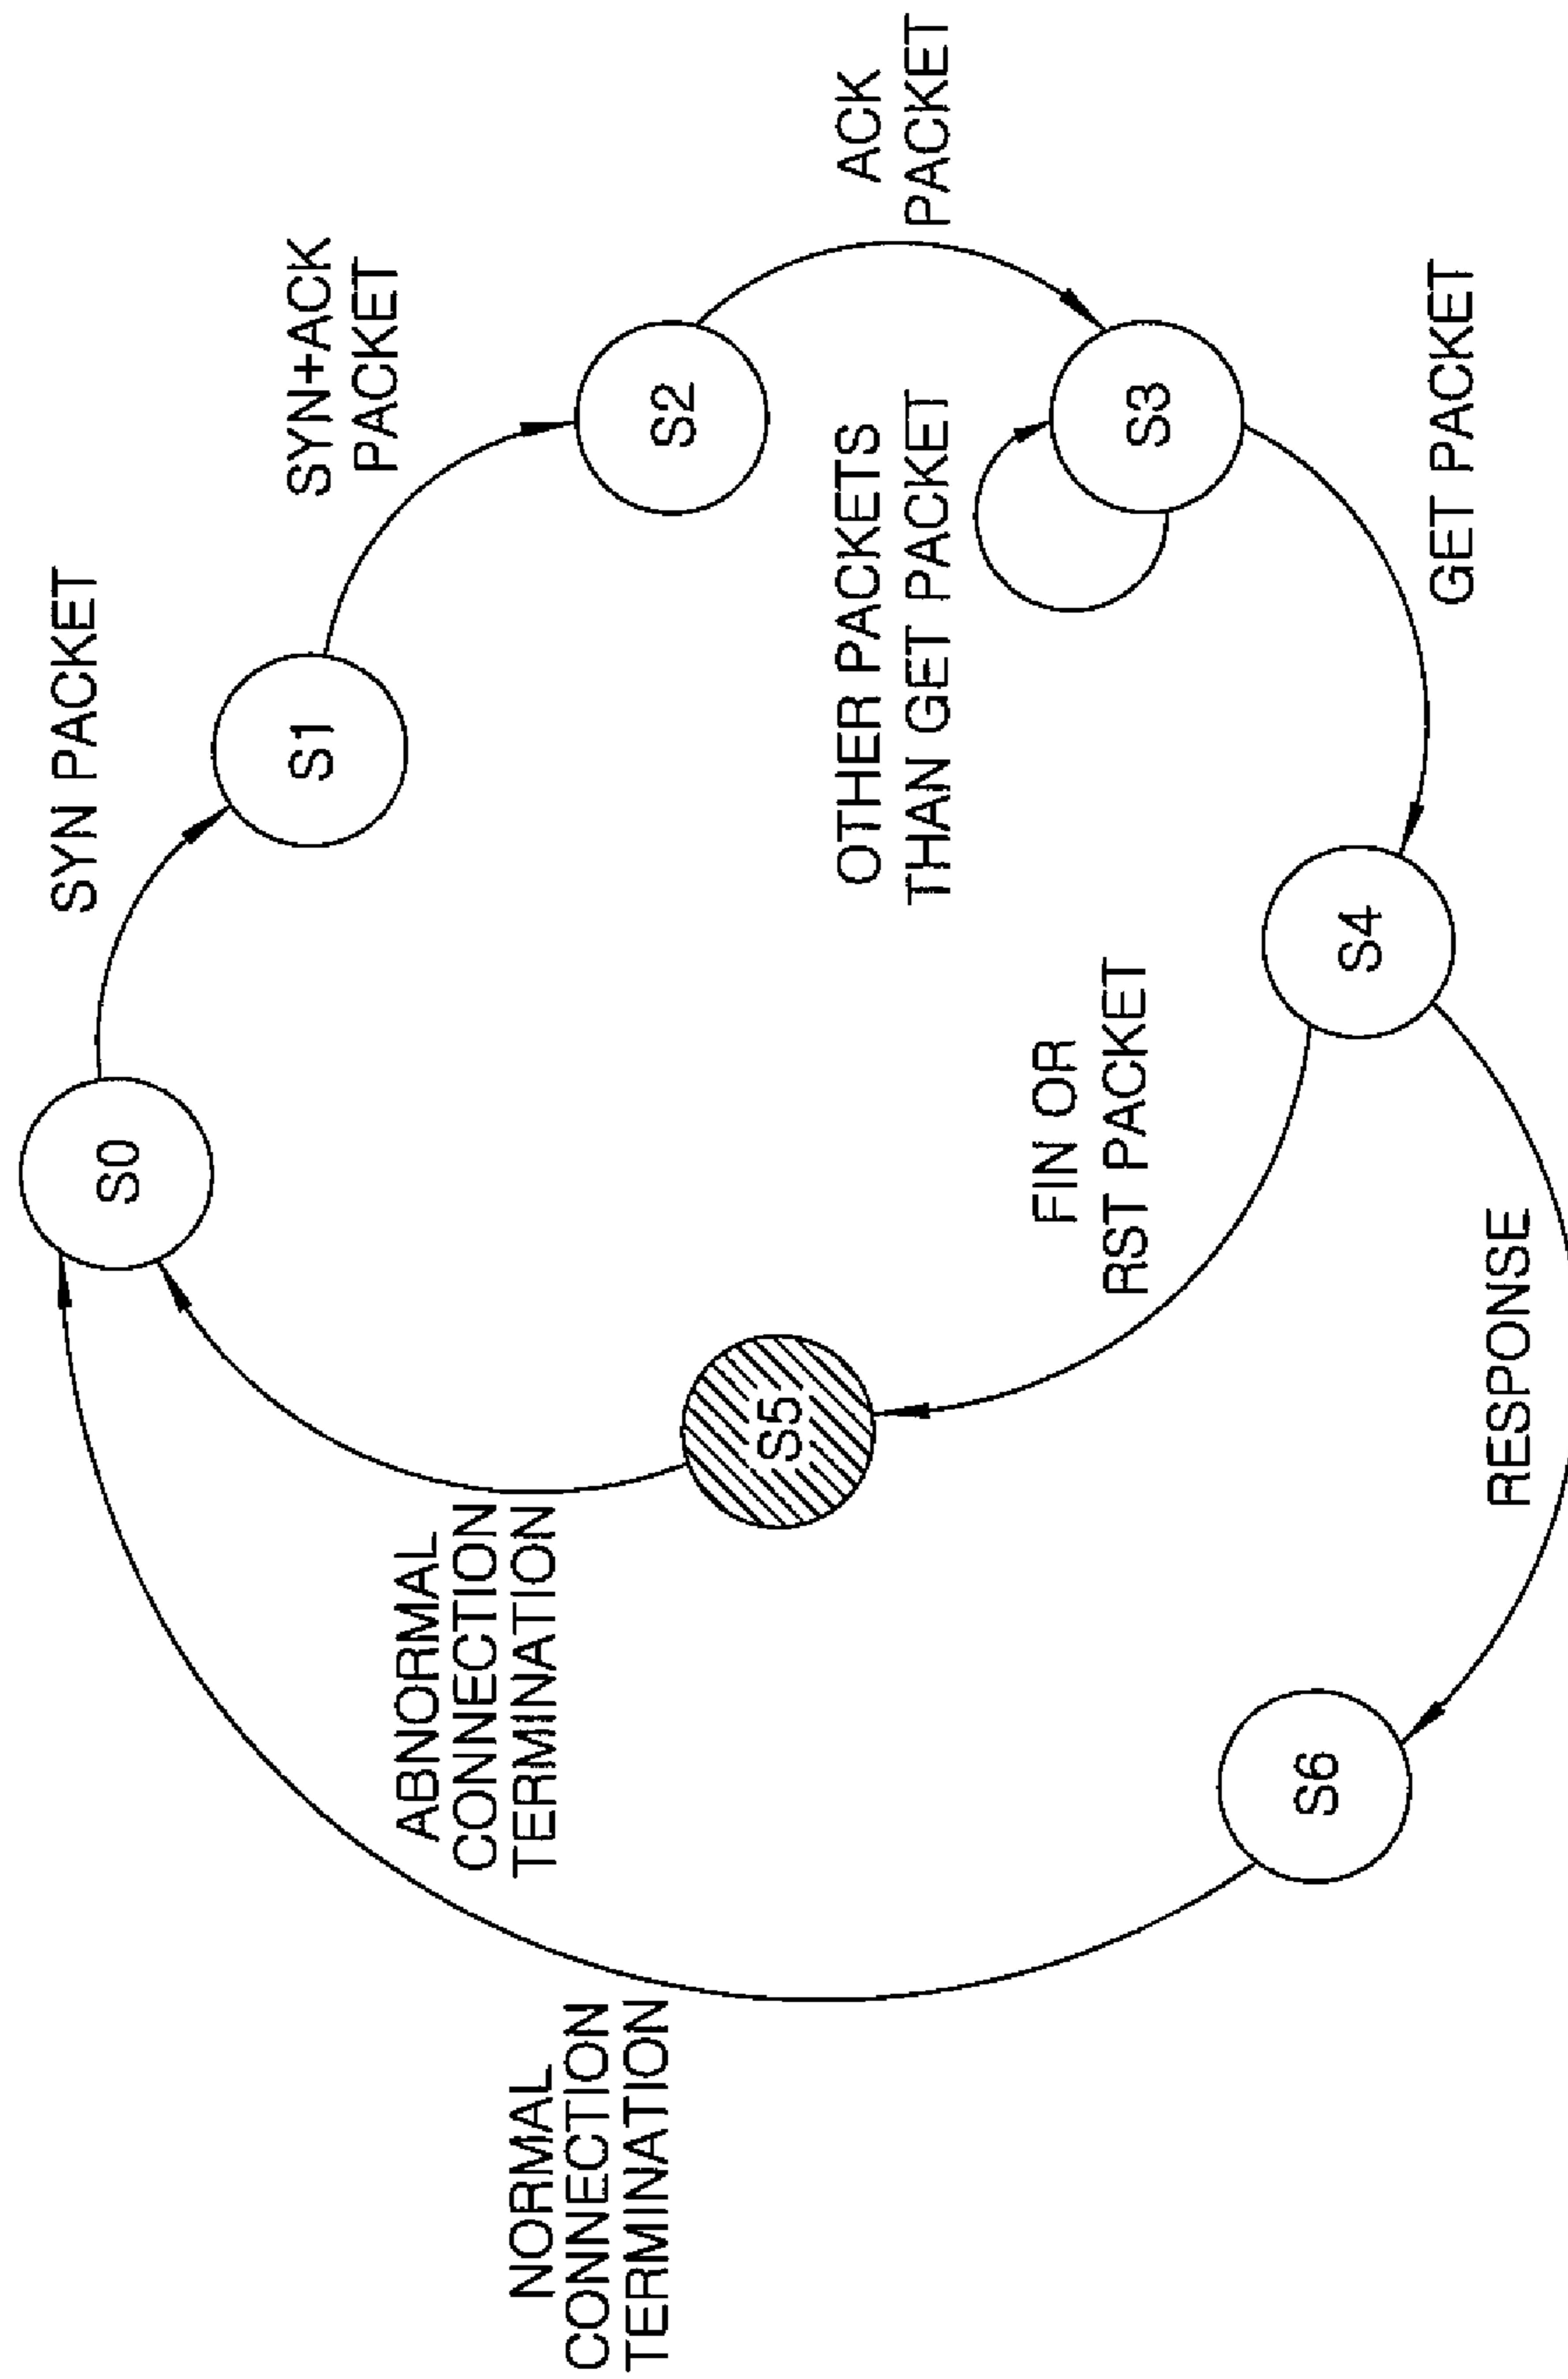 S0
SYN PACKET
S1
SYN+ACK
PACKET
S2
ACK
PACKET
S3
OTHER PACKETS
THAN GET PACKET
GET PACKET
S4
FIN OR
RST PACKET
S5
ABNORMAL
CONNECTION
TERMINATION
RESPONSE
S6
NORMAL
CONNECTION
TERMINATION